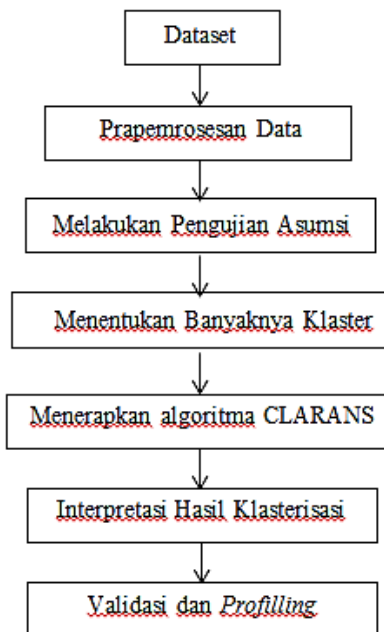 Dataset
Prapemrosesan Data
Melakukan Pengujian Asumsi
Menentukan Banyaknya Klaster
Menerapkan algoritma CLARANS
Interpretasi Hasil Klasterisasi
Validasi dan Profilling